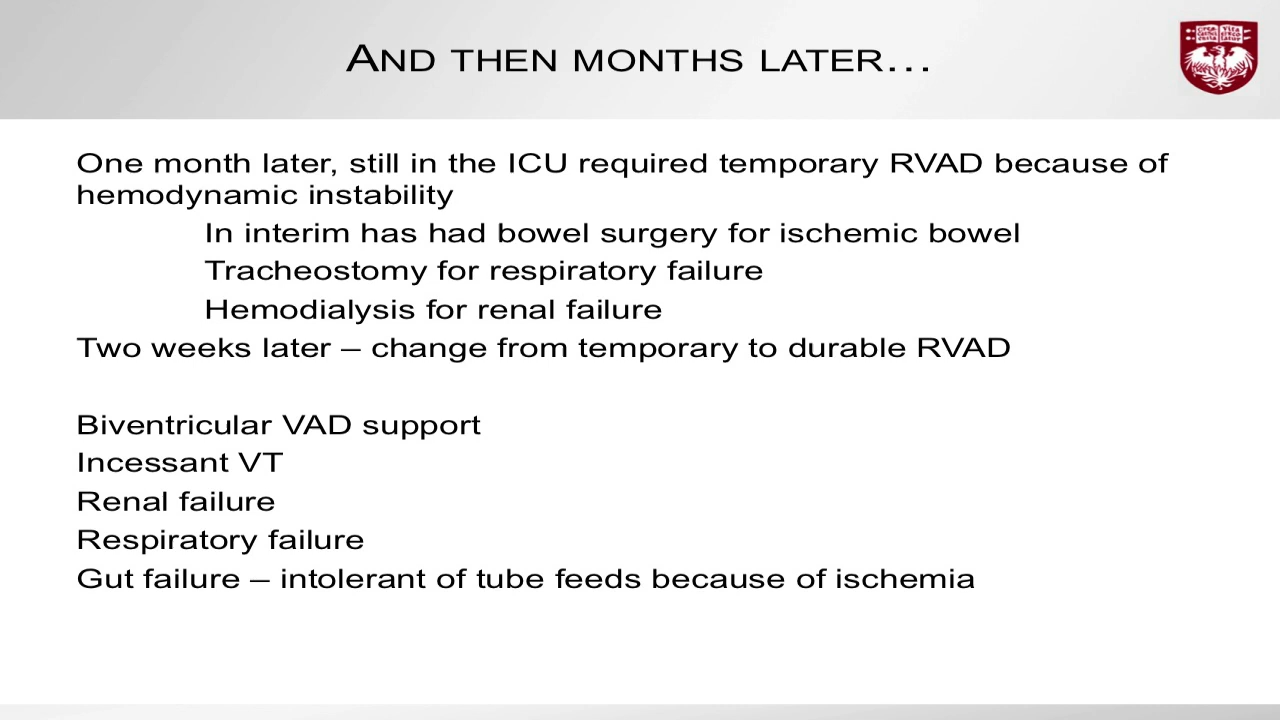 AND THEN MONTHS LATER…
One month later, still in the ICU required temporary RVAD because of
hemodynamic instability
In interim has had bowel surgery for ischemic bowel
Tracheostomy for respiratory failure
Hemodialysis for renal failure
Two weeks later – change from temporary to durable RVAD
Biventricular VAD support
Incessant VT
Renal failure
Respiratory failure
Gut failure – intolerant of tube feeds because of ischemia